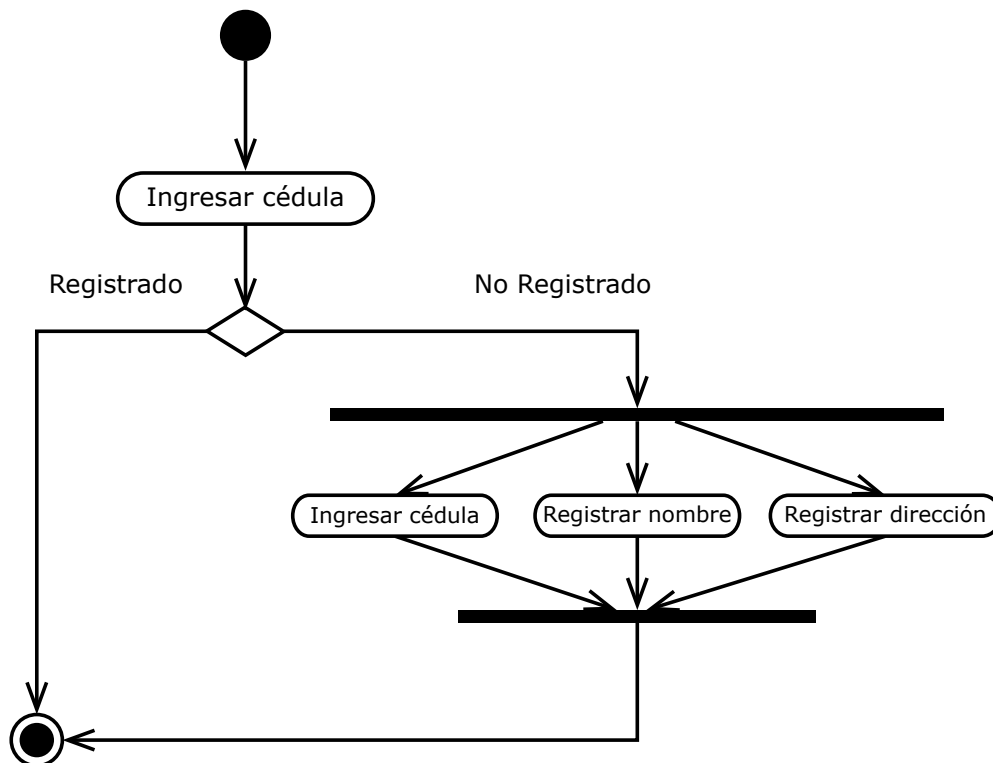 Ingresar cédula
Registrado
No Registrado
Ingresar cédula
Registrar nombre
Registrar dirección